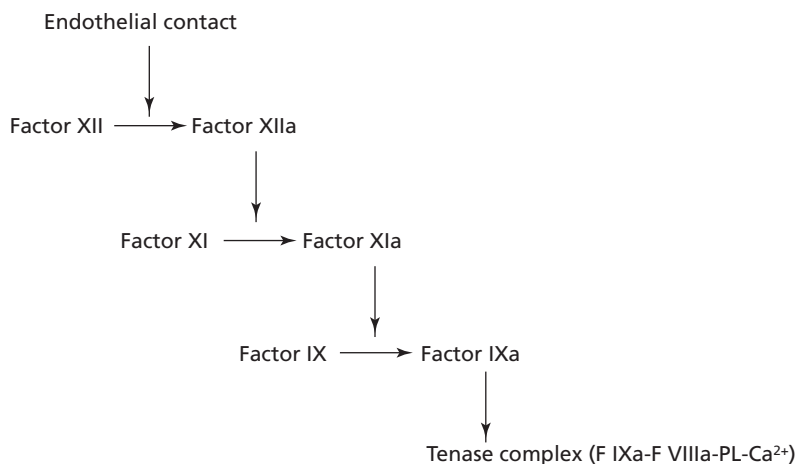 Endothelial contact
Factor XII Factor XIIa
Factor XI Factor XIa
Factor IX Factor IXa
Tenase complex (F IXa-F VIIIa-PL-Ca²⁺)